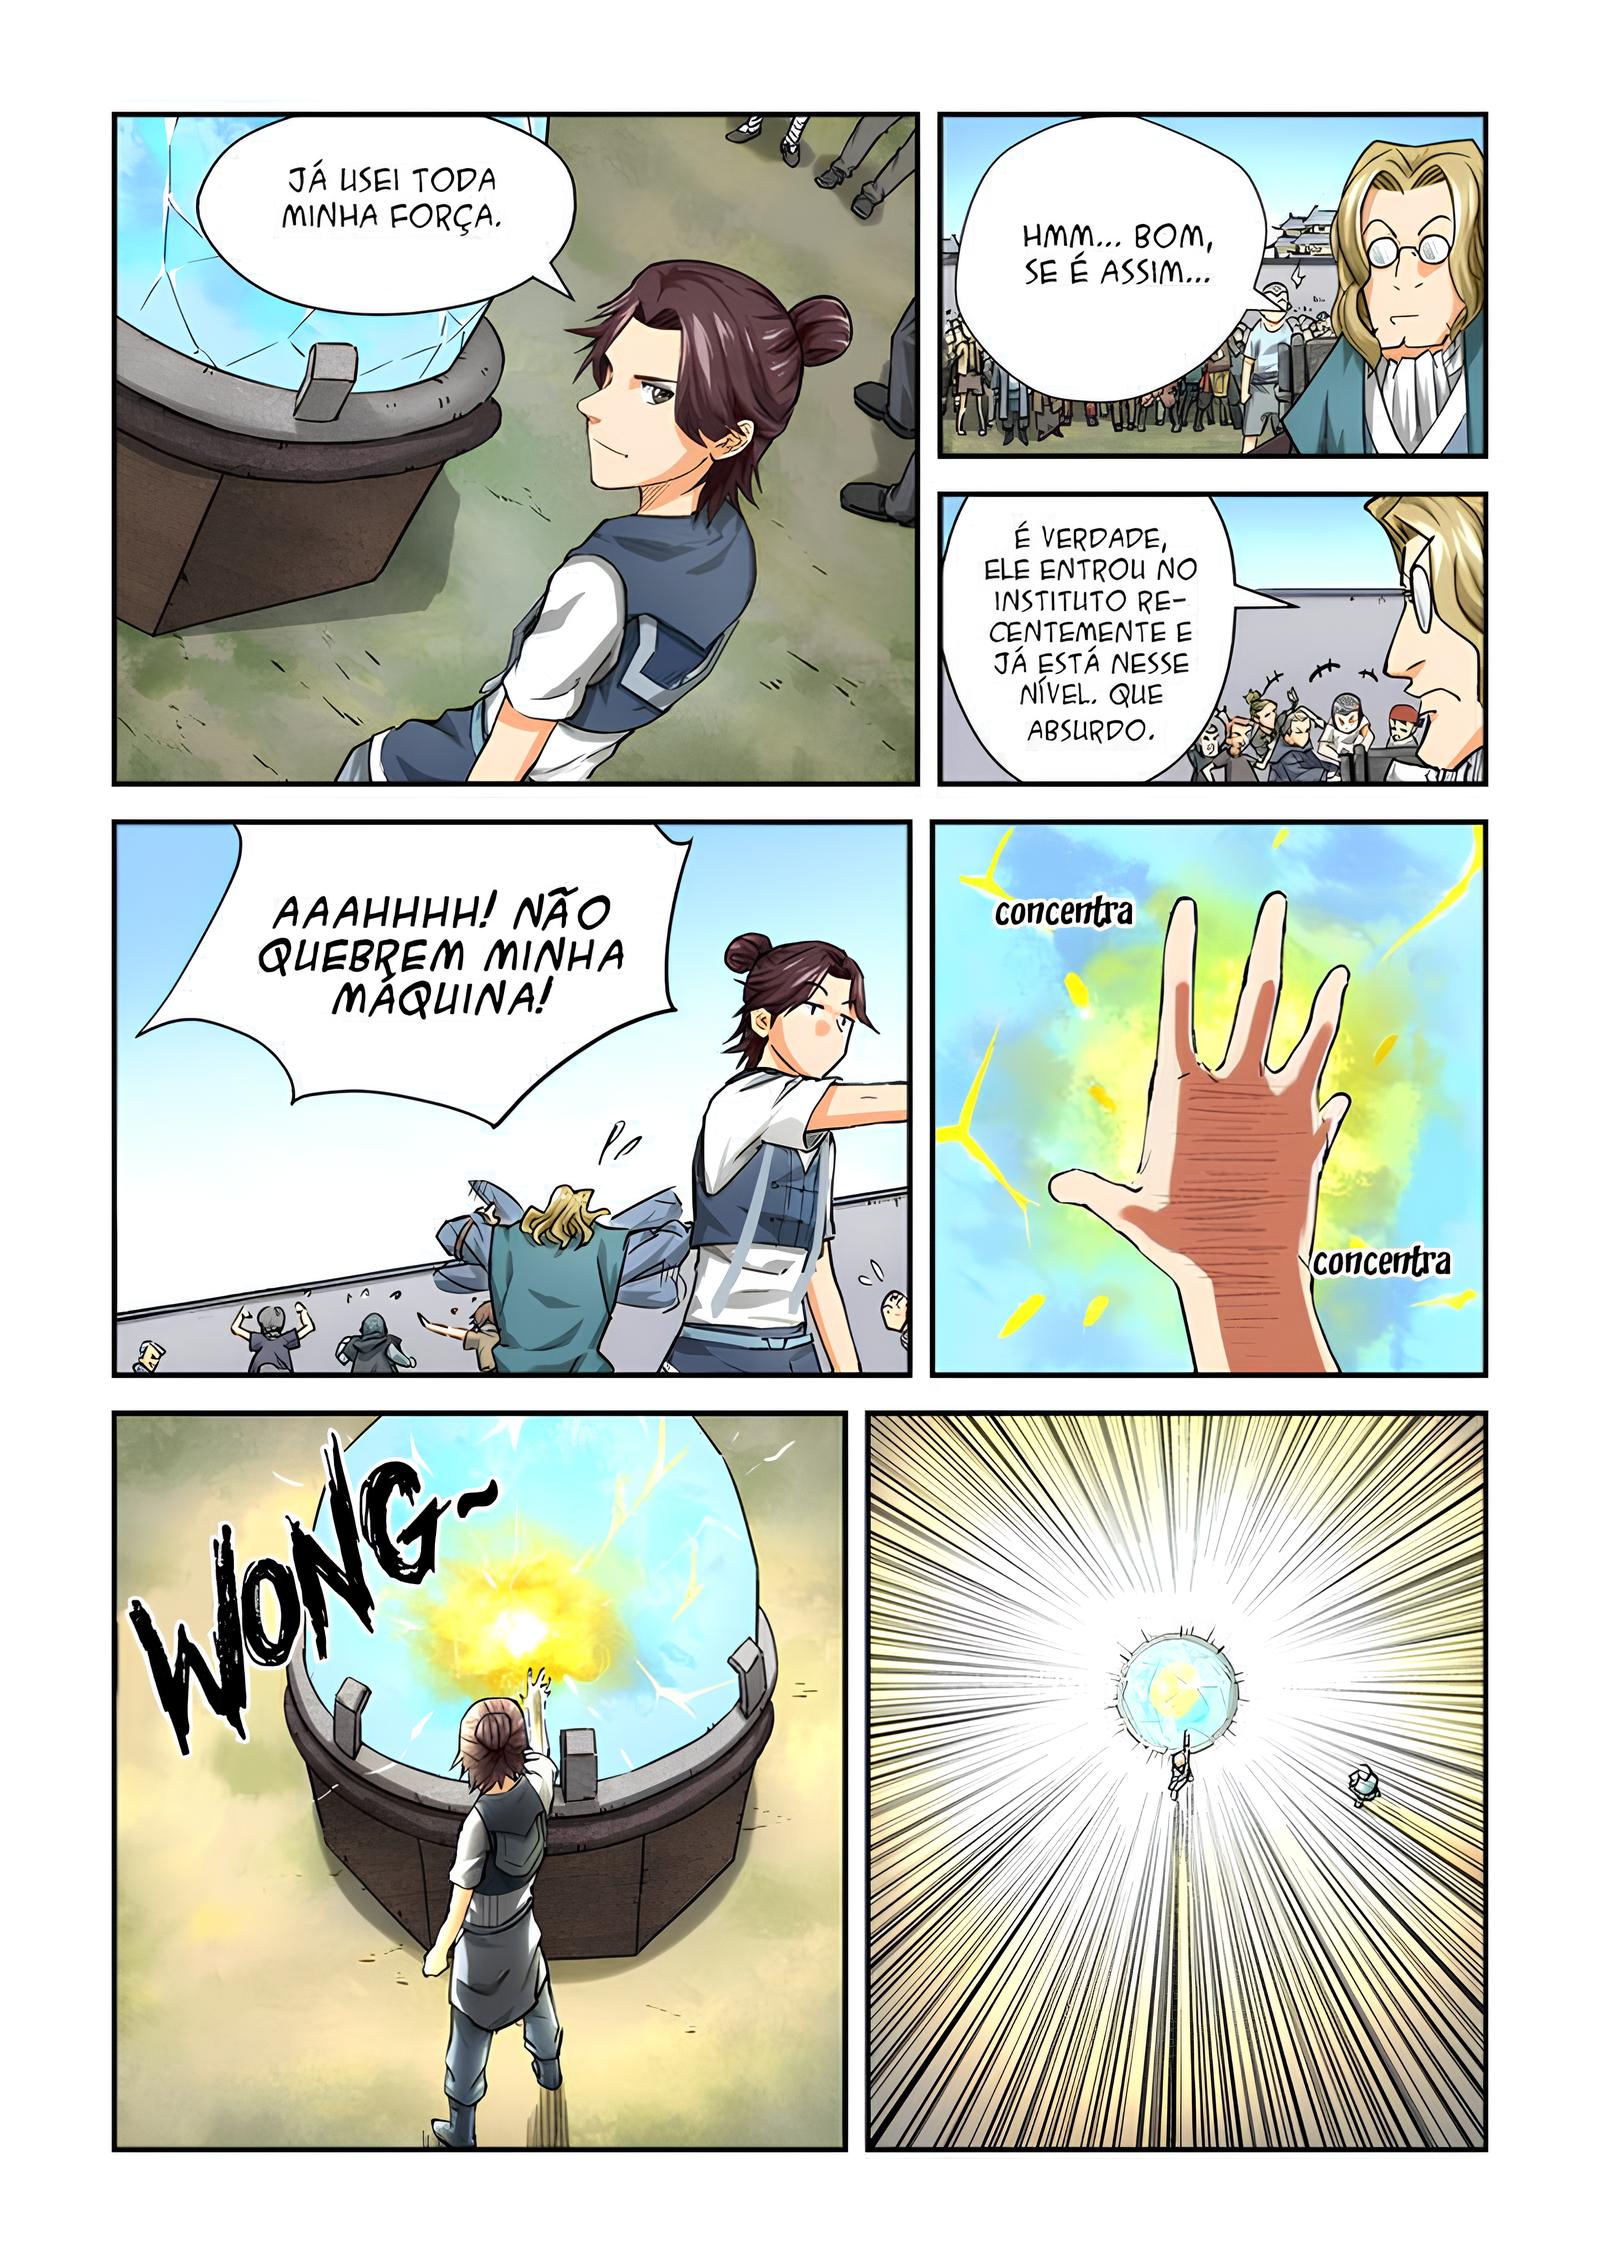 JÁ USEI TODA
MINHA FORÇA.
HMM... BOM,
SE É ASSIM...
É VERDADE,
ELE ENTROU NO
INSTITUTO RE-
CENTEMENTE E
JÁ ESTÁ NESSE
NÍVEL. QUE
ABSURDO.
AAAHHHH! NÃO
QUEBREM MINHA
MÁQUINA!
concentra
concentra
WONG~